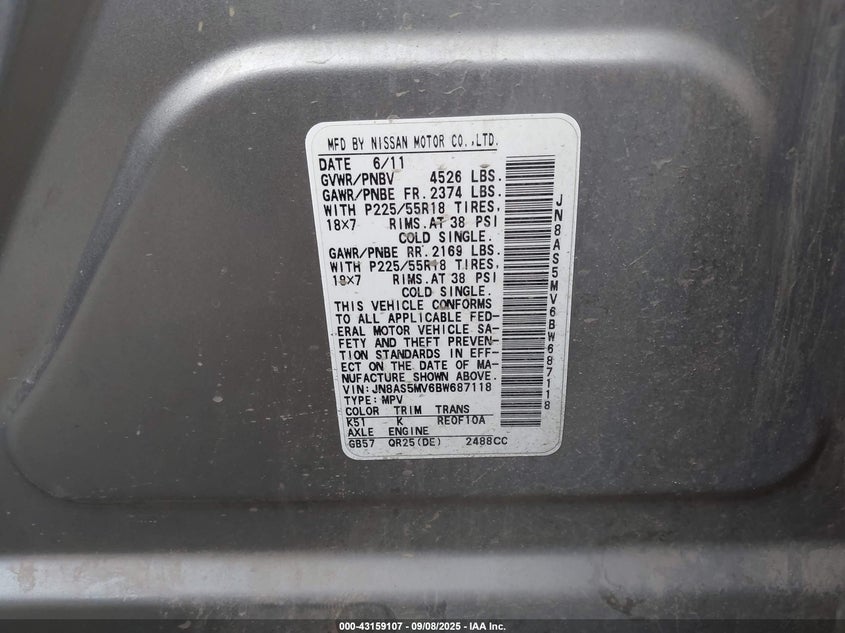 MFD BY NISSAN MOTOR CO.,LTD.
DATE 6/11
GVWR/PNBV 4526 LBS.
GAWR/PNBE FR. 2374 LBS.
WITH P225/55R18 TIRES,
18X7 RIMS. AT 38 PSI
COLD SINGLE.
GAWR/PNBE RR. 2169 LBS.
WITH P225/55R18 TIRES,
18X7 RIMS. AT 38 PSI
COLD SINGLE.
THIS VEHICLE CONFORMS
TO ALL APPLICABLE FED-
ERAL MOTOR VEHICLE SA-
FETY AND THEFT PREVEN-
TION STANDARDS IN EFF-
ECT ON THE DATE OF MA-
NUFACTURE SHOWN ABOVE.
VIN: JN8AS5MV6BW687118
TYPE: MPV
COLOR TRIM TRANS
K51 K RE0F10A
AXLE ENGINE
GB57 QR25(DE) 2488CC
JN8AS5MV6BW687118
000-43159107 - 09/08/2025 - IAA Inc.